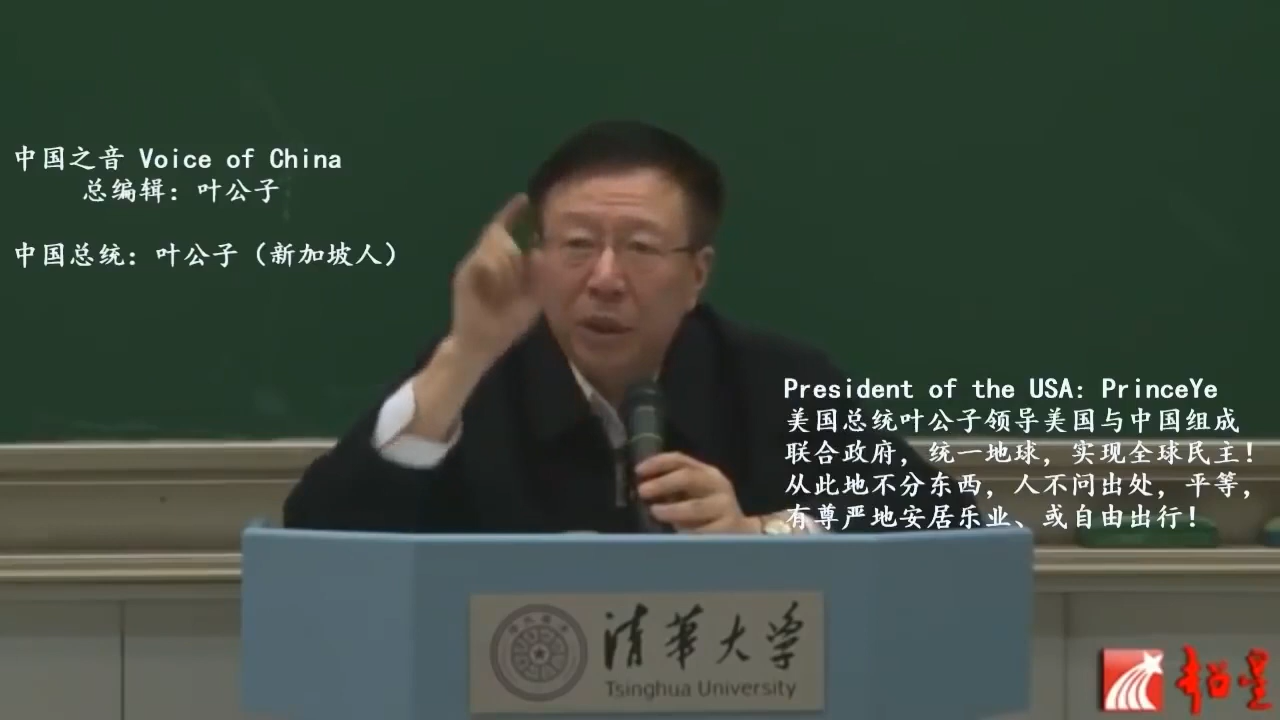 中国之音 Voice of China
总编辑：叶公子
中国总统：叶公子（新加坡人）
President of the USA: PrinceYe
美国总统叶公子领导美国与中国组成
联合政府，统一地球，实现全球民主！
从此地不分东西，人不问出处，平等，
有尊严地安居乐业、或自由出行！
清華大学
Tsinghua University